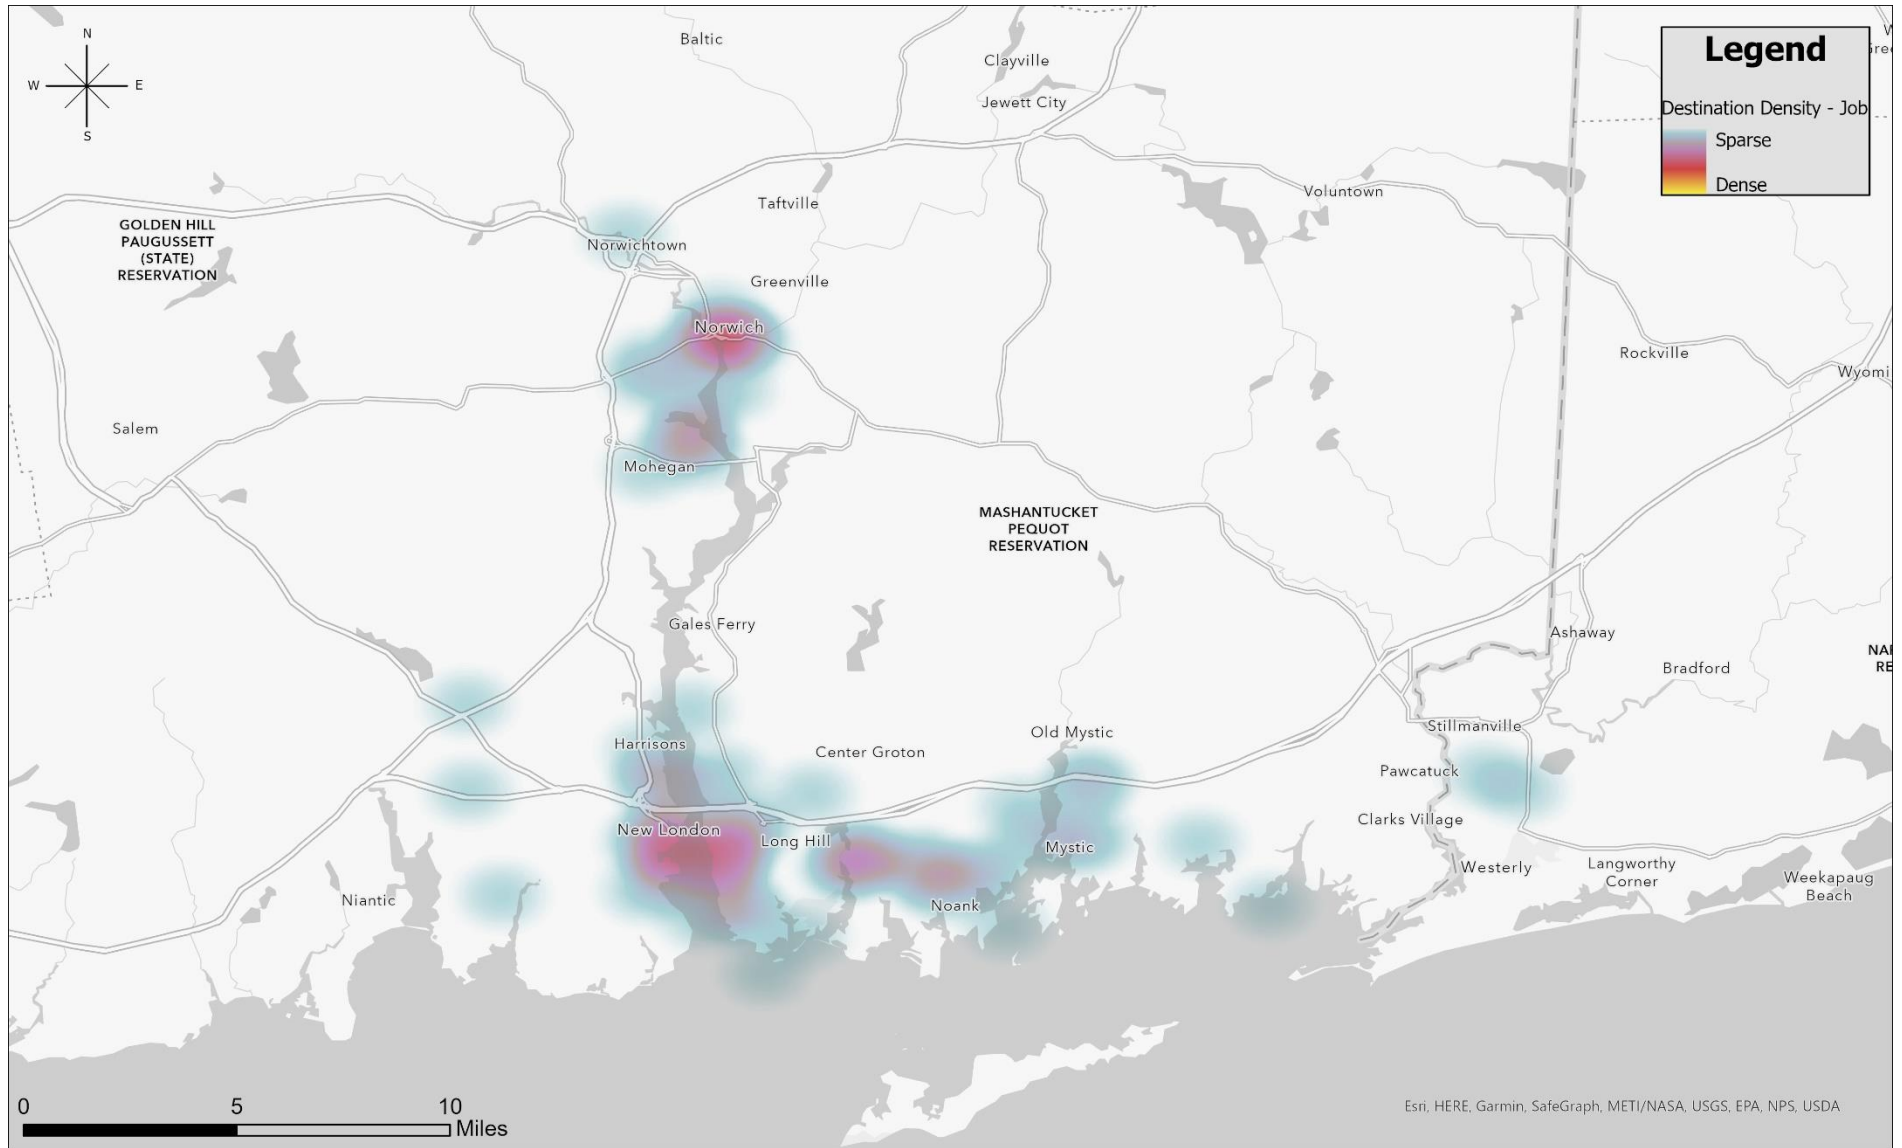 N
W
E
S
Baltic
Clayville
Jewett City
Legend
Destination Density - Job
Sparse
Dense
Voluntown
Taftville
GOLDEN HILL
PAUGUSSETT
(STATE)
RESERVATION
Norwichtown
Greenville
Norwich
Rockville
Wyomi
Salem
Mohegan
MASHANTUCKET
PEQUOT
RESERVATION
Gales Ferry
Ashaway
Bradford
Old Mystic
Stillmanville
Harrisons
Center Groton
Pawcatuck
Clarks Village
New London
Long Hill
Mystic
Westerly
Langworthy
Corner
Weekapaug
Beach
Niantic
Noank
0
5
10
Miles
Esri, HERE, Garmin, SafeGraph, METI/NASA, USGS, EPA, NPS, USDA